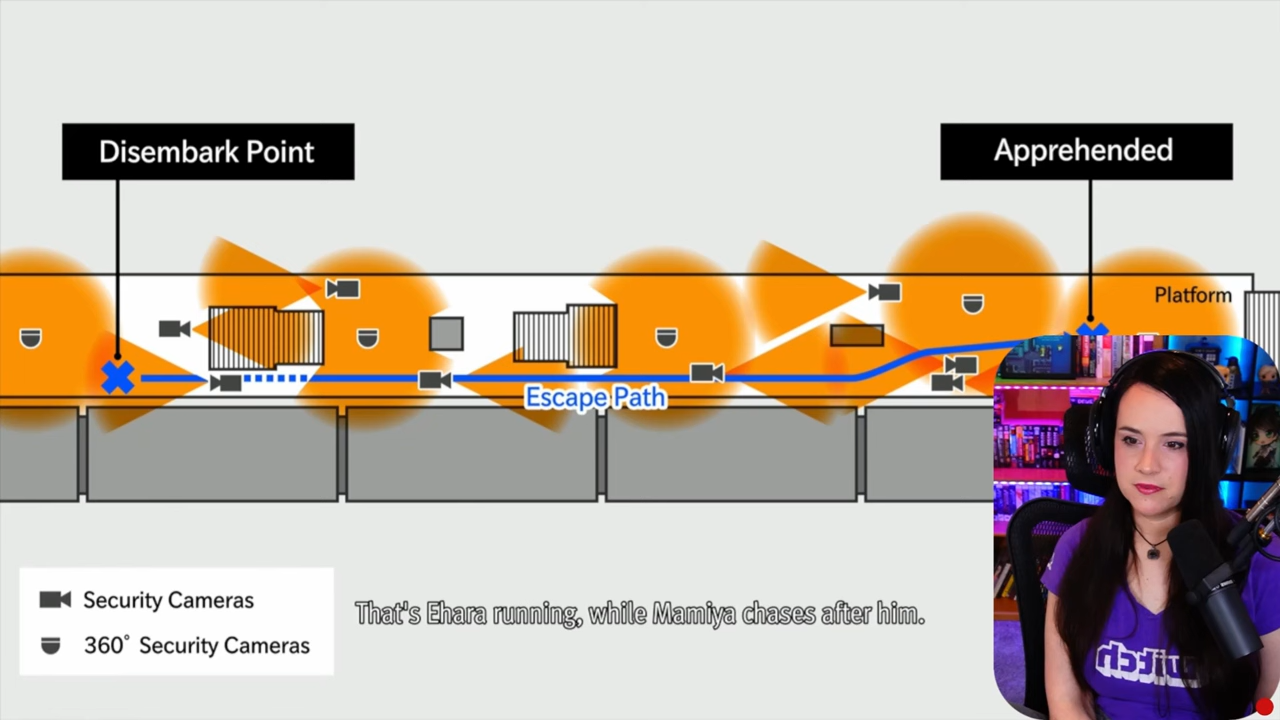 Disembark Point
Apprehended
Platform
Escape Path
Security Cameras
360° Security Cameras
That's Ehara running, while Mamiya chases after him.
twitch